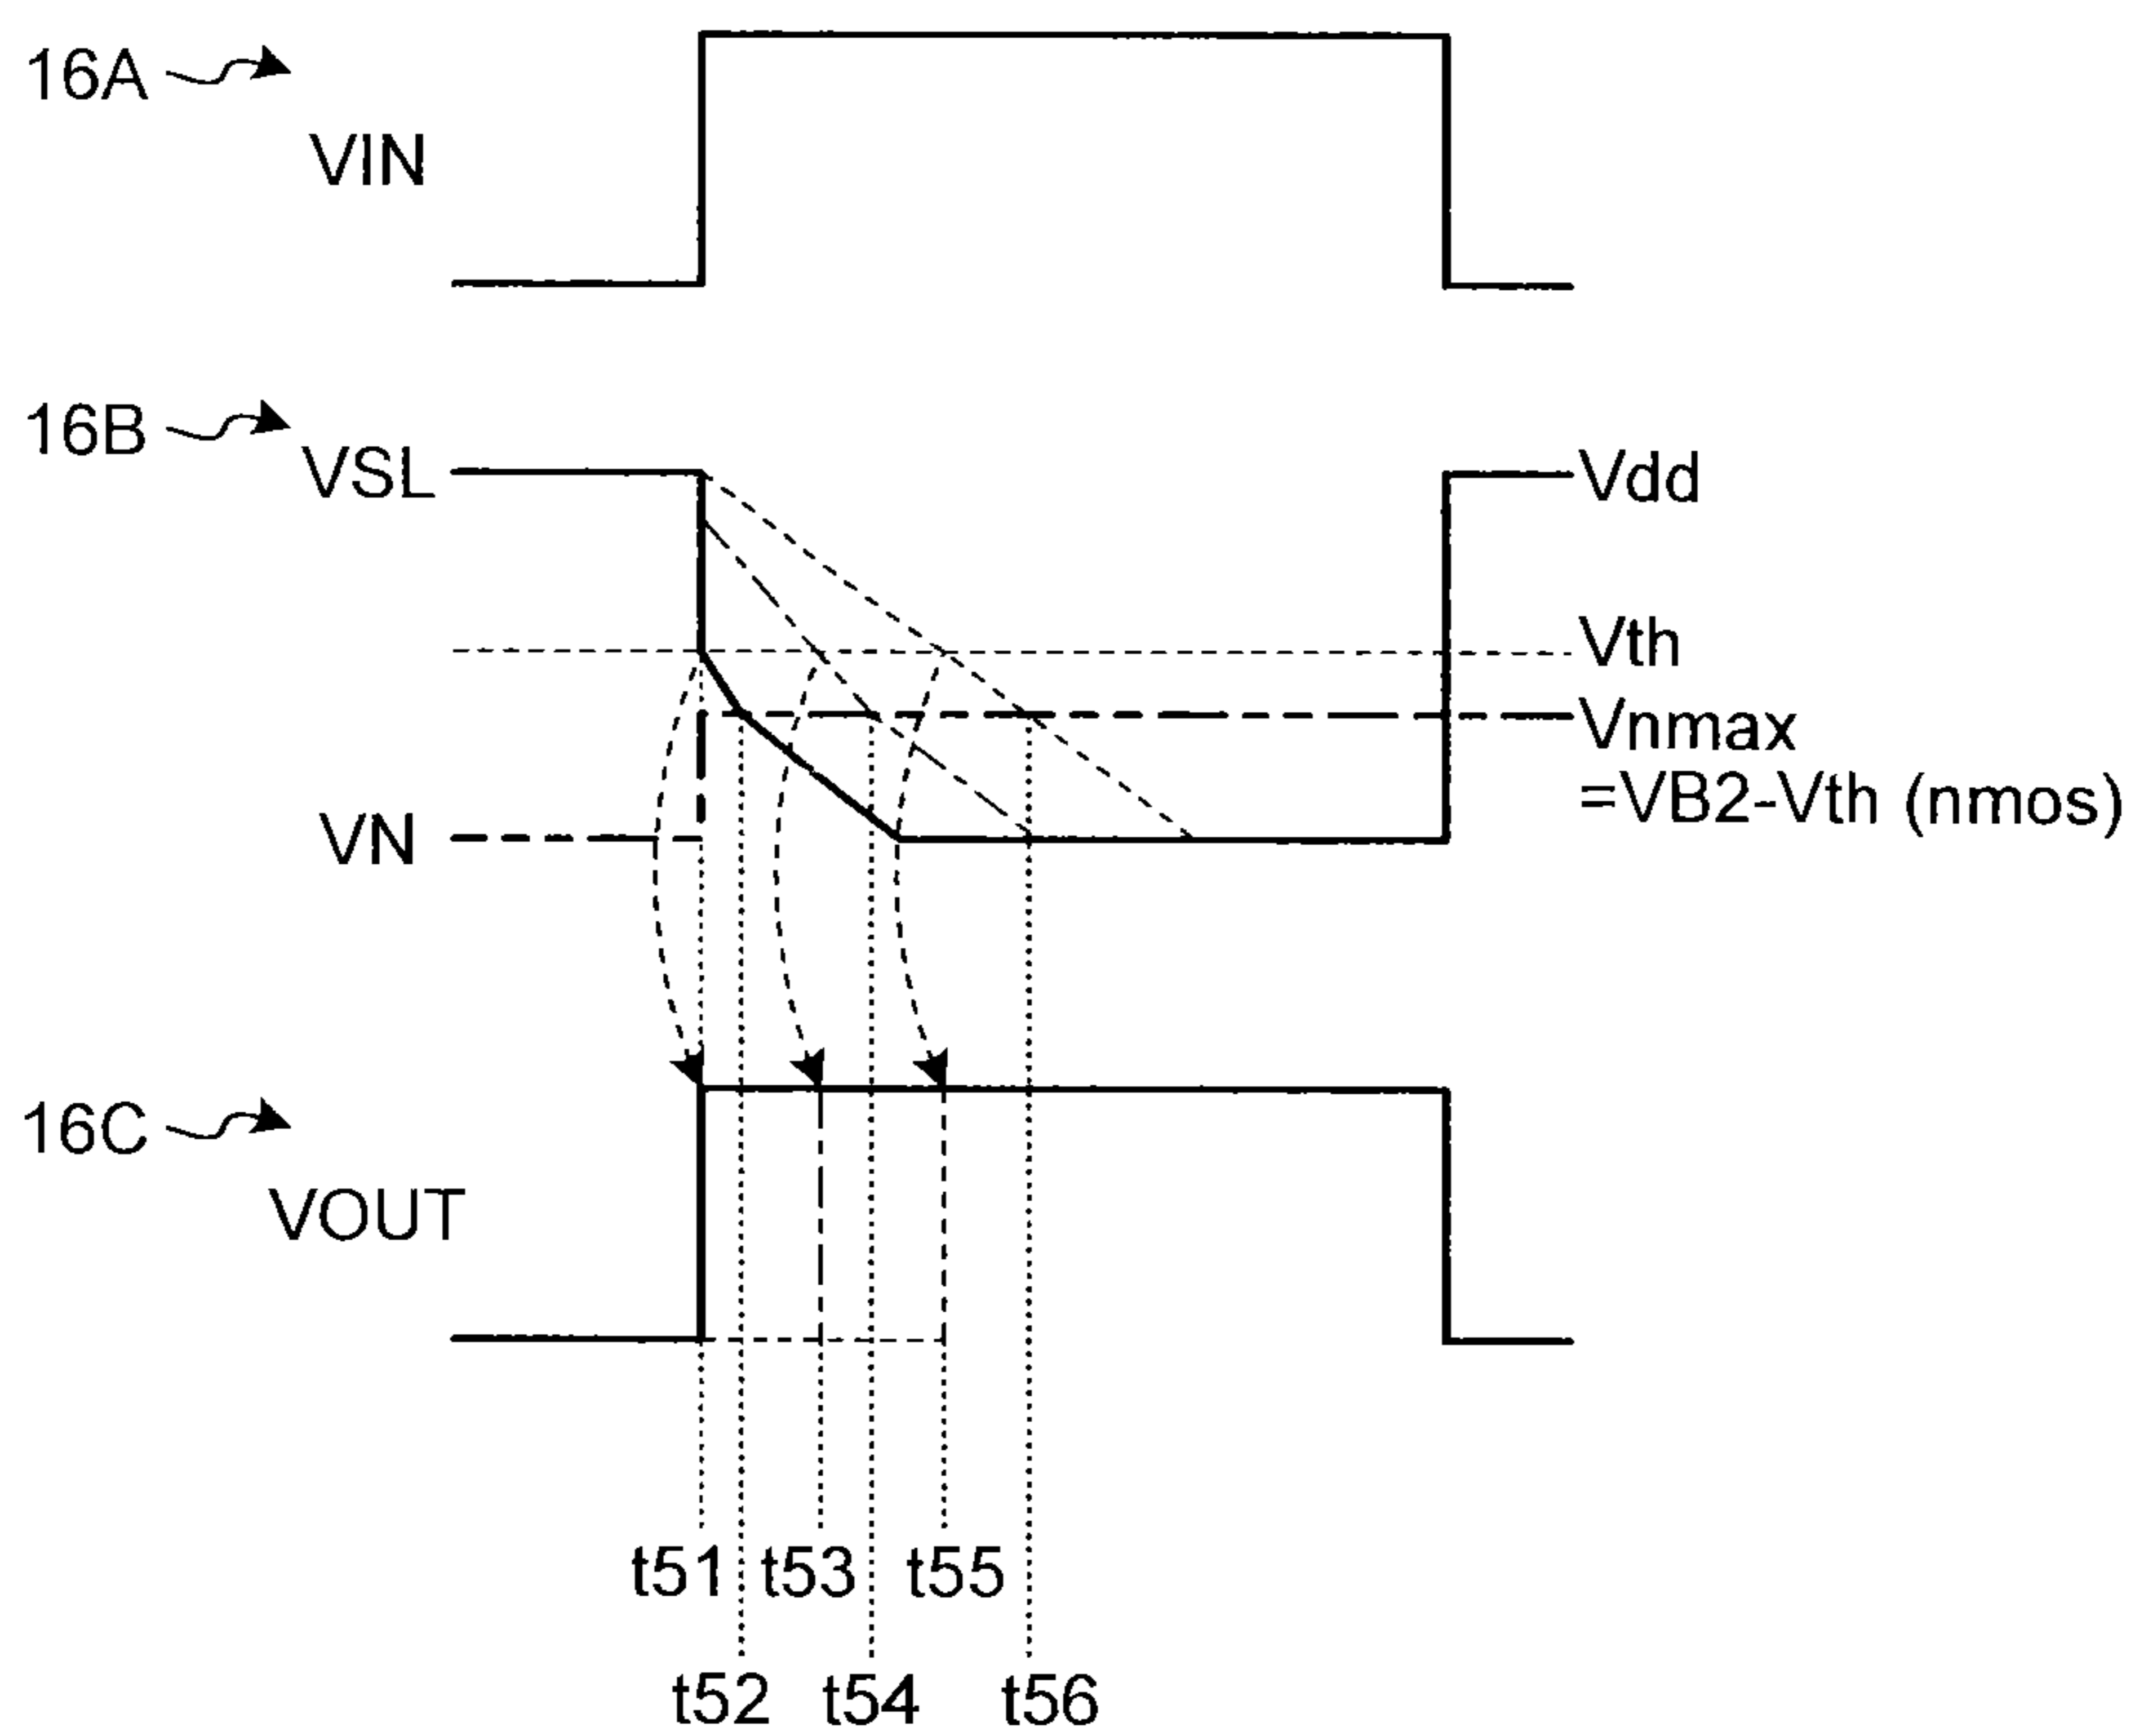 16A
VIN
16B
VSL
Vdd
Vth
Vnmax
=VB2-Vth (nmos)
VN
16C
VOUT
t51 t53 t55
t52 t54 t56